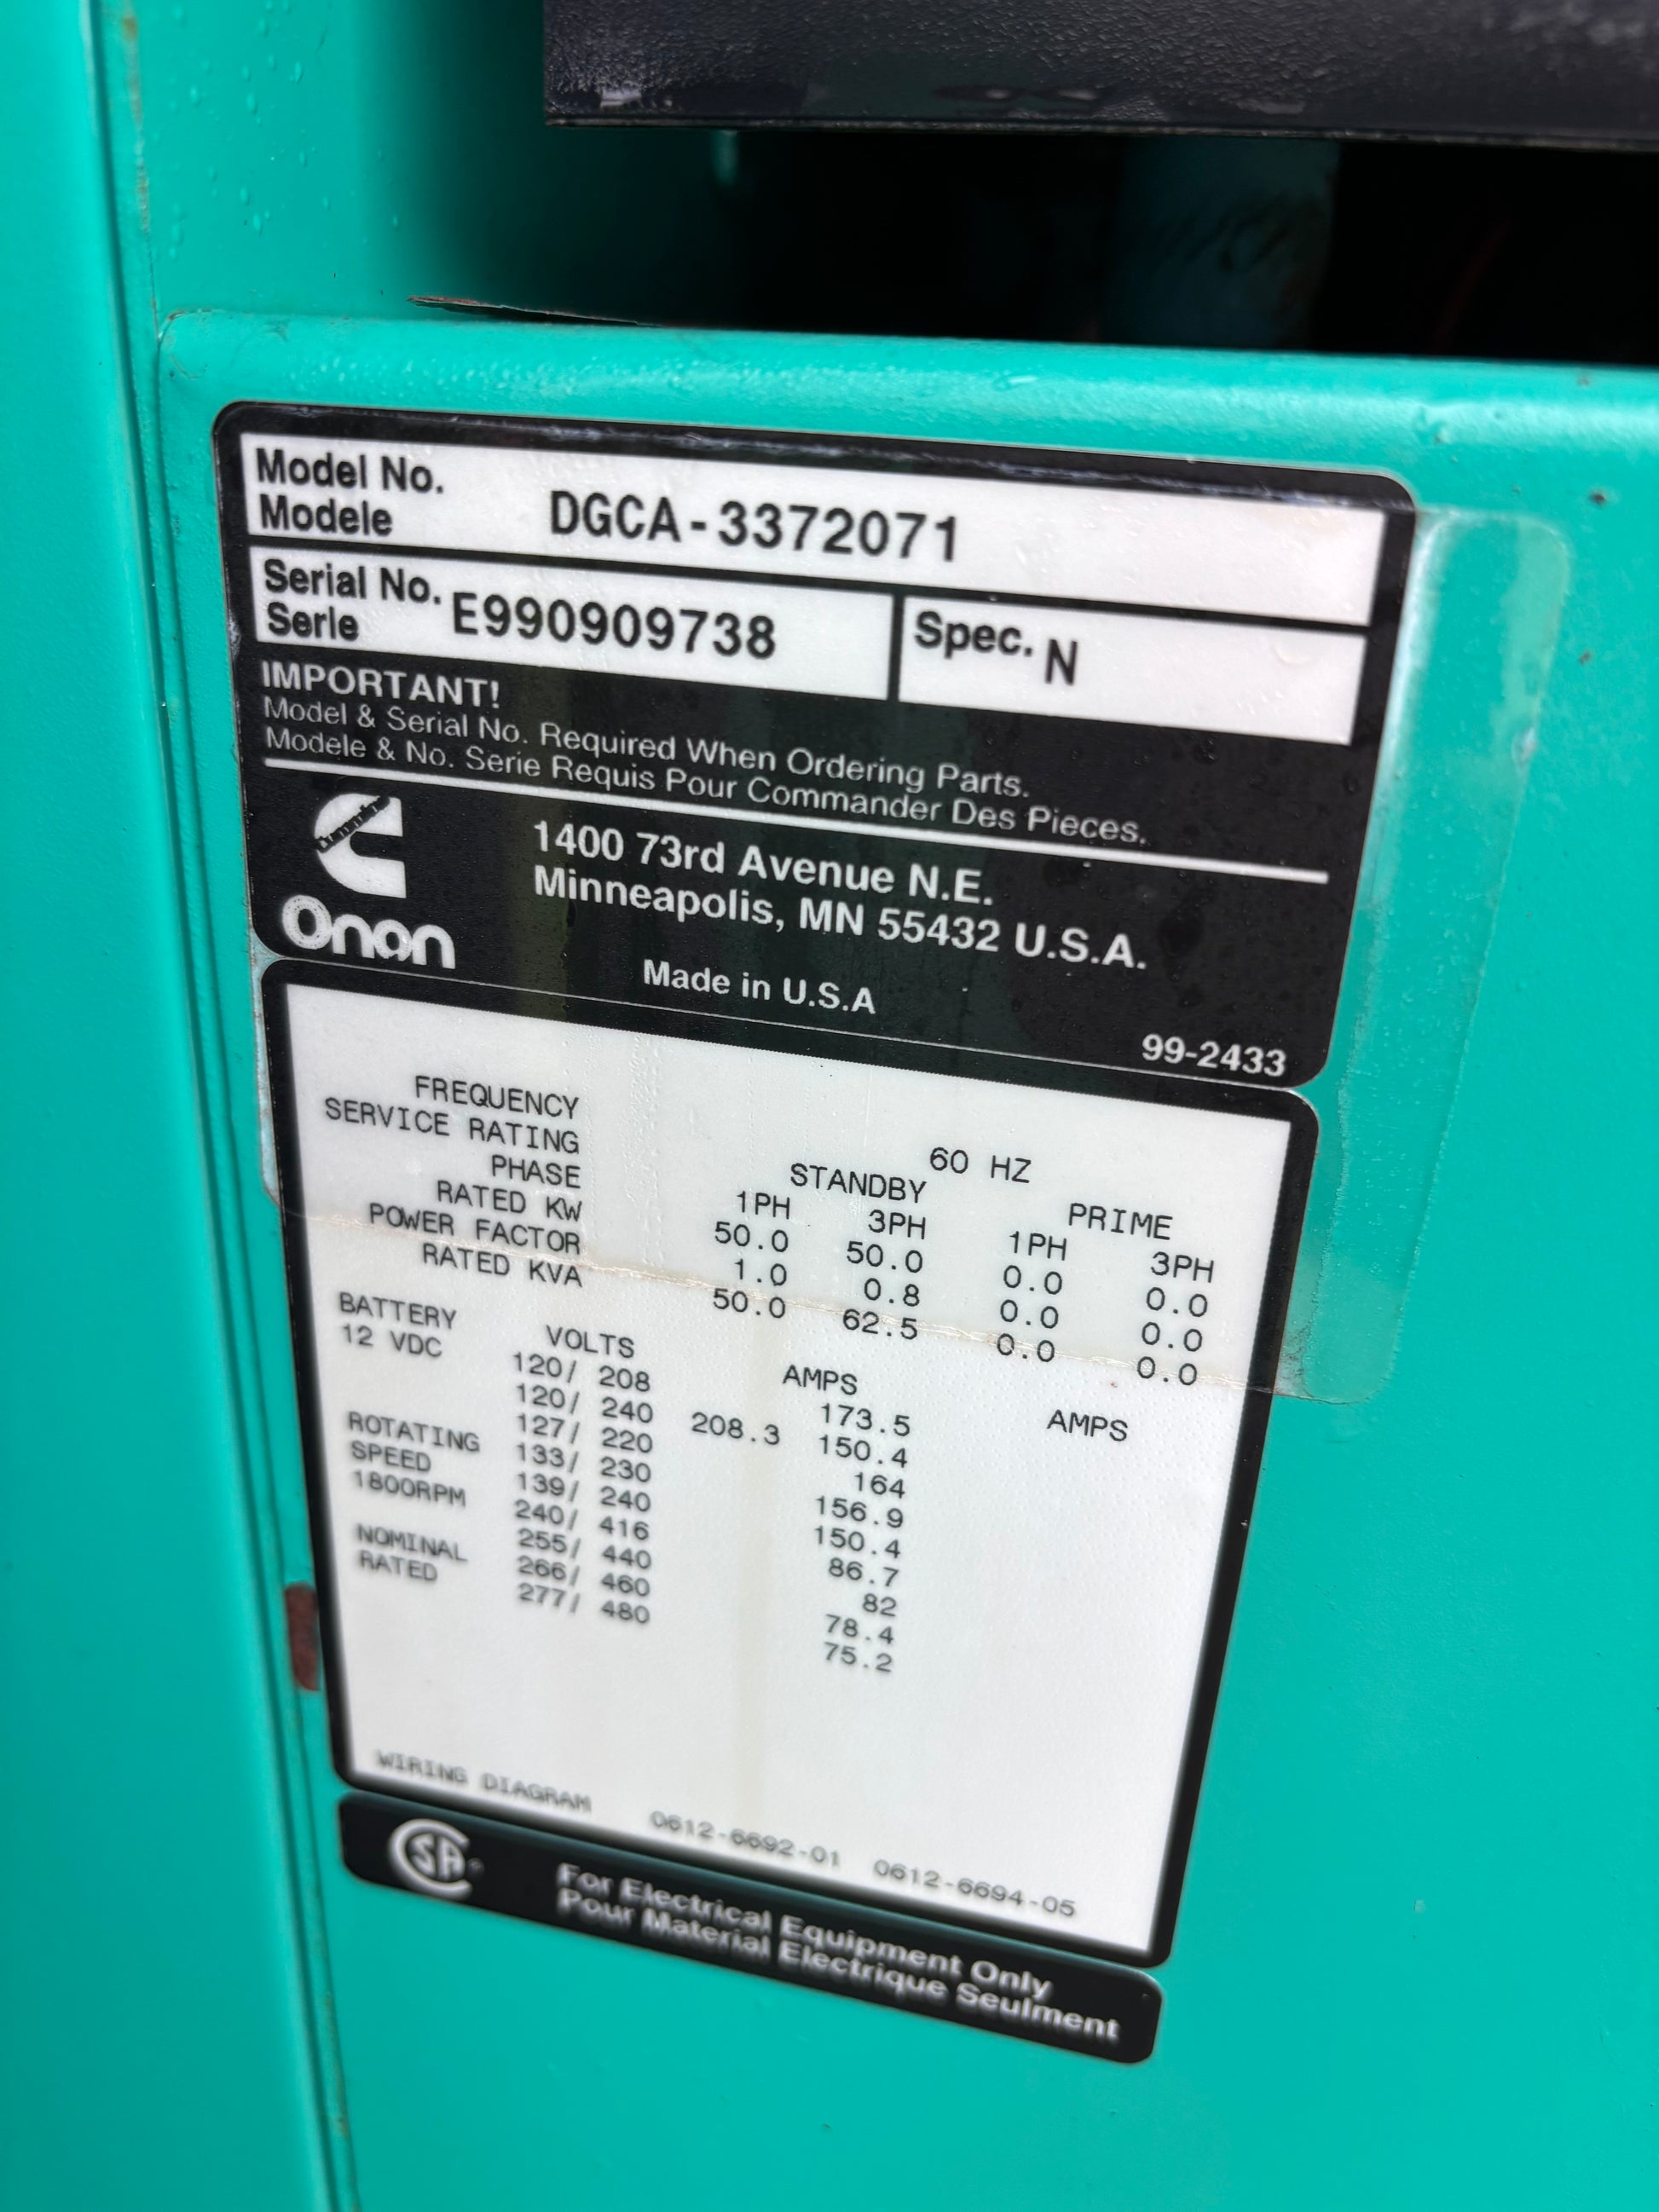 Model No.
Modele
DGCA-3372071
Serial No.
Serie
E990909738
Spec. N
IMPORTANT!
Model & Serial No. Required When Ordering Parts.
Modele & No. Serie Requis Pour Commander Des Pieces.
Cummins
Onan
1400 73rd Avenue N.E.
Minneapolis, MN 55432 U.S.A.
Made in U.S.A
99-2433
FREQUENCY 60 HZ
SERVICE RATING STANDBY PRIME
PHASE 1PH 3PH 1PH 3PH
RATED KW 50.0 50.0 0.0 0.0
POWER FACTOR 1.0 0.8 0.0 0.0
RATED KVA 50.0 62.5 0.0 0.0
BATTERY
12 VDC
ROTATING
SPEED
1800RPM
NOMINAL
RATED
VOLTS AMPS AMPS
120/ 208 173.5
120/ 240 208.3 150.4
127/ 220 164
133/ 230 156.9
139/ 240 150.4
240/ 416 86.7
255/ 440 82
266/ 460 78.4
277/ 480 75.2
WIRING DIAGRAM 0612-6692-01 0612-6694-05
CSA
For Electrical Equipment Only
Pour Material Electrique Seulment